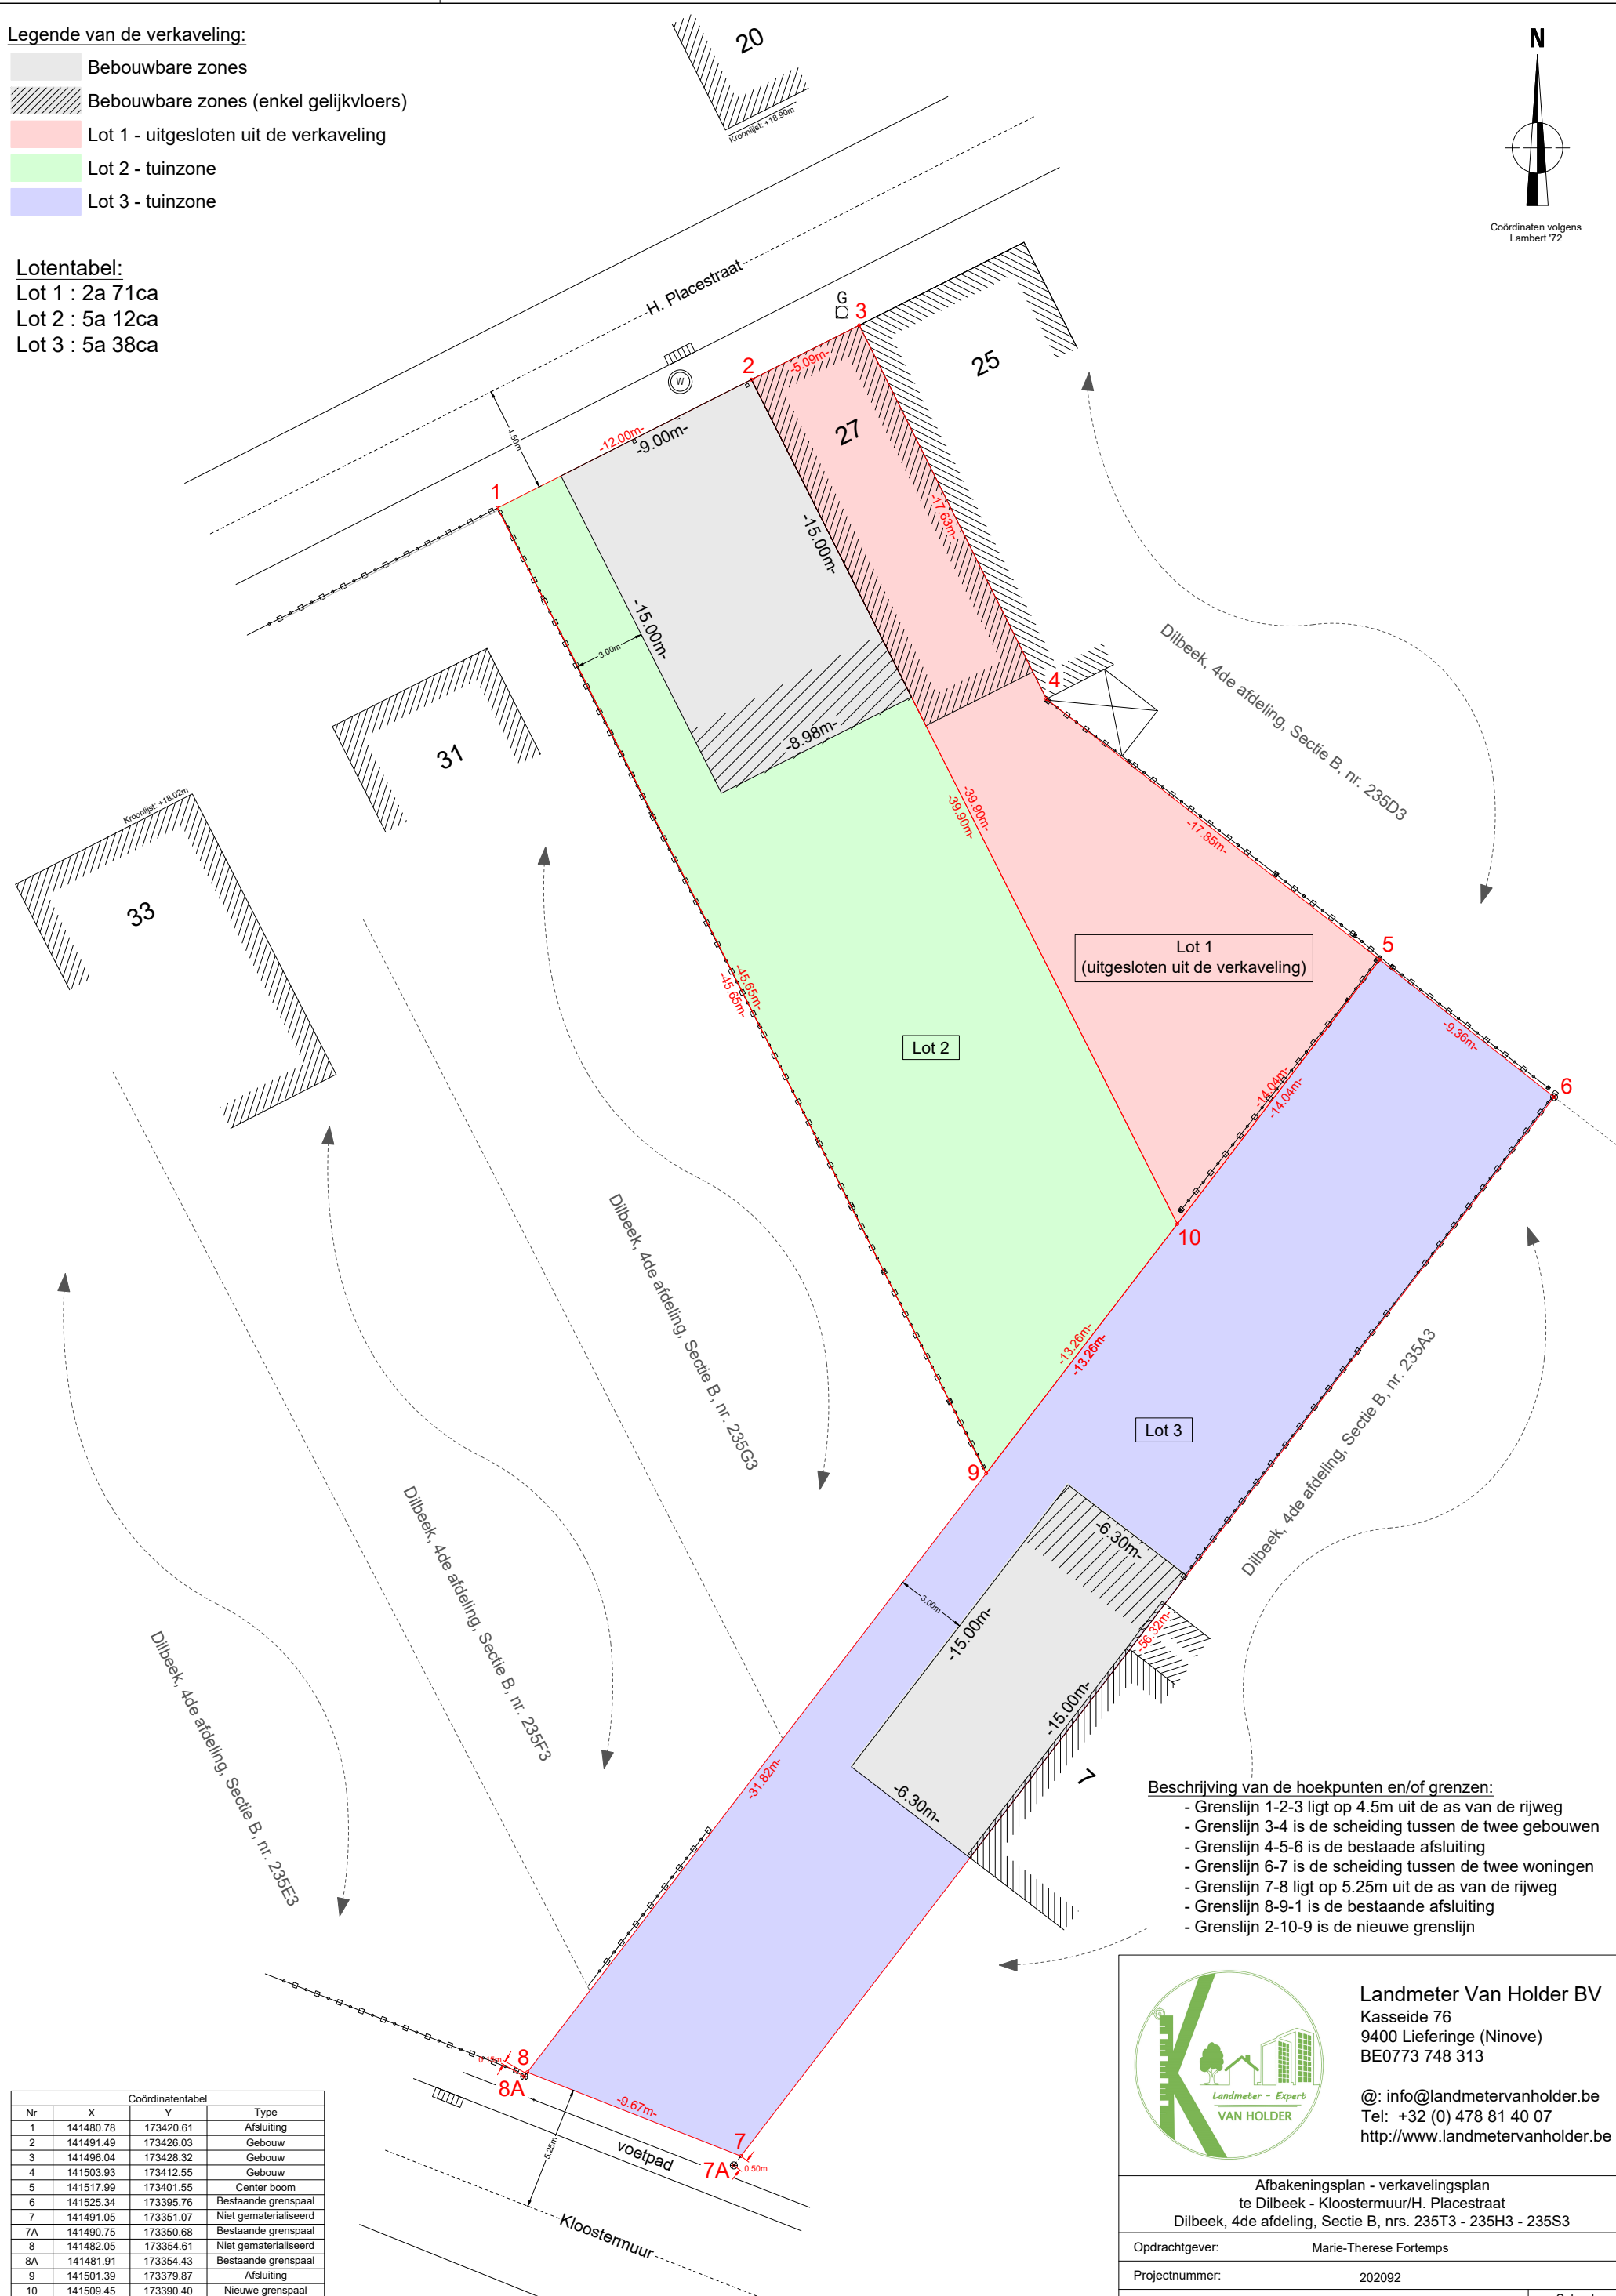 Legende van de verkaveling:
Bebouwbare zones
Bebouwbare zones (enkel gelijkvloers)
Lot 1 - uitgesloten uit de verkaveling
Lot 2 - tuinzone
Lot 3 - tuinzone
Lotentabel:
Lot 1 : 2a 71ca
Lot 2 : 5a 12ca
Lot 3 : 5a 38ca
N
Coördinaten volgens
Lambert '72
20
Kroonlijst: +18.90m
H. Placestraat
G
3
W
2
-5.09m-
25
27
-12.00m-
-9.00m-
4.50m
1
-17.63m-
-15.00m-
-15.00m-
3.00m
4
-8.98m-
31
Kroonlijst: +18.02m
33
Dilbeek, 4de afdeling, Sectie B, nr. 235D3
-39.90m-
-39.90m-
-17.85m-
5
Lot 1
(uitgesloten uit de verkaveling)
-45.65m-
-45.65m-
Lot 2
-9.36m-
6
-14.04m-
-14.04m-
10
Dilbeek, 4de afdeling, Sectie B, nr. 235G3
-13.26m-
-13.26m-
Lot 3
9
Dilbeek, 4de afdeling, Sectie B, nr. 235A3
Dilbeek, 4de afdeling, Sectie B, nr. 235F3
-6.30m-
3.00m
-15.00m-
-56.32m-
-15.00m-
Dilbeek, 4de afdeling, Sectie B, nr. 235E3
-31.82m-
-6.30m-
7
Beschrijving van de hoekpunten en/of grenzen:
- Grenslijn 1-2-3 ligt op 4.5m uit de as van de rijweg
- Grenslijn 3-4 is de scheiding tussen de twee gebouwen
- Grenslijn 4-5-6 is de bestaade afsluiting
- Grenslijn 6-7 is de scheiding tussen de twee woningen
- Grenslijn 7-8 ligt op 5.25m uit de as van de rijweg
- Grenslijn 8-9-1 is de bestaande afsluiting
- Grenslijn 2-10-9 is de nieuwe grenslijn
8
0.15m
8A
-9.67m-
7
7A
0.50m
5.25m
voetpad
Kloostermuur
Coördinatentabel
Nr X Y Type
1 141480.78 173420.61 Afsluiting
2 141491.49 173426.03 Gebouw
3 141496.04 173428.32 Gebouw
4 141503.93 173412.55 Gebouw
5 141517.99 173401.55 Center boom
6 141525.34 173395.76 Bestaande grenspaal
7 141491.05 173351.07 Niet gematerialiseerd
7A 141490.75 173350.68 Bestaande grenspaal
8 141482.05 173354.61 Niet gematerialiseerd
8A 141481.91 173354.43 Bestaande grenspaal
9 141501.39 173379.87 Afsluiting
10 141509.45 173390.40 Nieuwe grenspaal
Landmeter - Expert
VAN HOLDER
Landmeter Van Holder BV
Kasseide 76
9400 Lieferinge (Ninove)
BE0773 748 313
@: info@landmetervanholder.be
Tel: +32 (0) 478 81 40 07
http://www.landmetervanholder.be
Afbakeningsplan - verkavelingsplan
te Dilbeek - Kloostermuur/H. Placestraat
Dilbeek, 4de afdeling, Sectie B, nrs. 235T3 - 235H3 - 235S3
Opdrachtgever: Marie-Therese Fortemps
Projectnummer: 202092